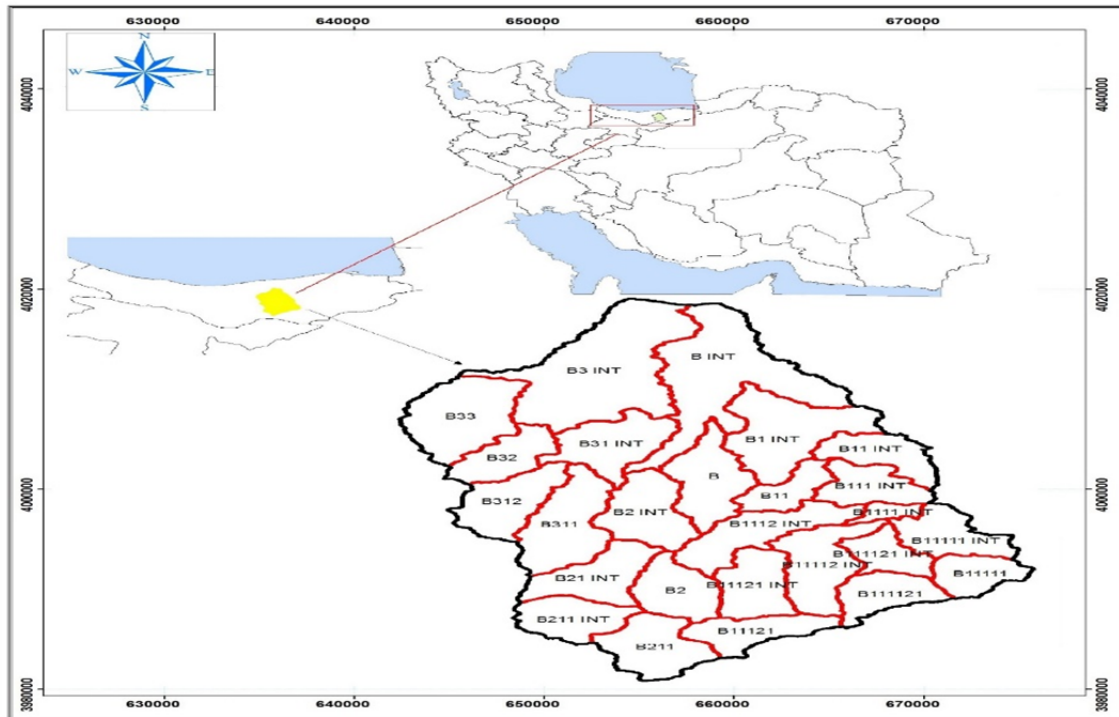 630000 640000 650000 660000 670000
N
W E
S
4040000 4040000
4020000 4020000
B INT
B3 INT
B33
B1 INT
B31 INT
B11 INT
B32
B
B111 INT
B11
B312
B2 INT
B1111 INT
B311
B1112 INT
B11111 INT
B111121 INT
B11112 INT
B11111
B21 INT
B11121 INT
B2
B111121
B211 INT
B11121
B211
4000000 4000000
3980000 3980000
630000 640000 650000 660000 670000